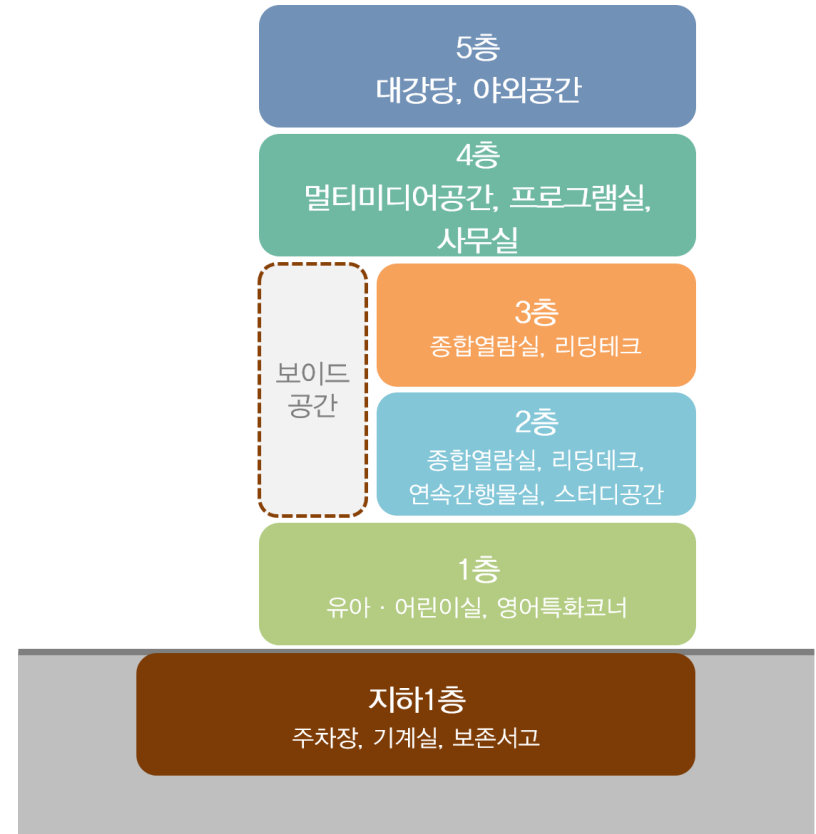 5층
대강당, 야외공간
4층
멀티미디어공간, 프로그램실,
사무실
3층
종합열람실, 리딩테크
보이드
공간
2층
종합열람실, 리딩데크,
연속간행물실, 스터디공간
1층
유아 · 어린이실, 영어특화코너
지하1층
주차장, 기계실, 보존서고